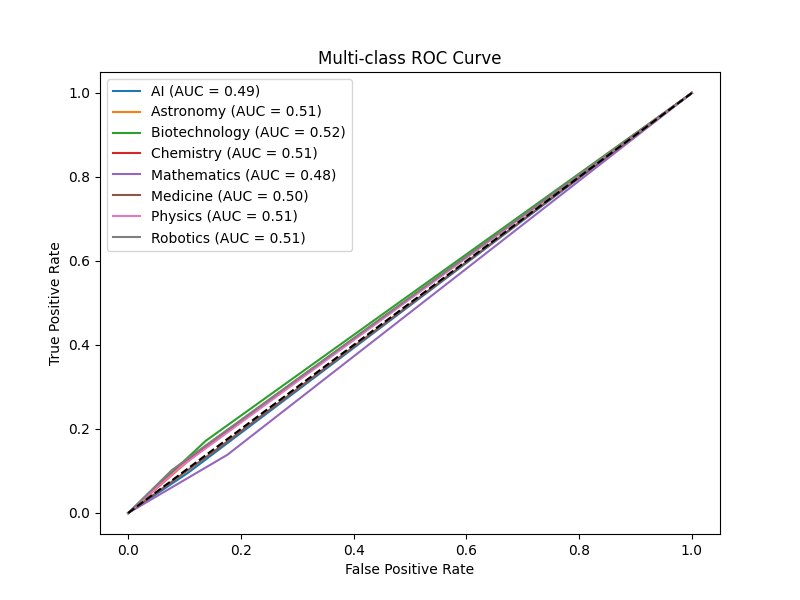 Multi-class ROC Curve
AI (AUC = 0.49)
Astronomy (AUC = 0.51)
Biotechnology (AUC = 0.52)
Chemistry (AUC = 0.51)
Mathematics (AUC = 0.48)
Medicine (AUC = 0.50)
Physics (AUC = 0.51)
Robotics (AUC = 0.51)
True Positive Rate
1.0
0.8
0.6
0.4
0.2
0.0
0.0 0.2 0.4 0.6 0.8 1.0
False Positive Rate